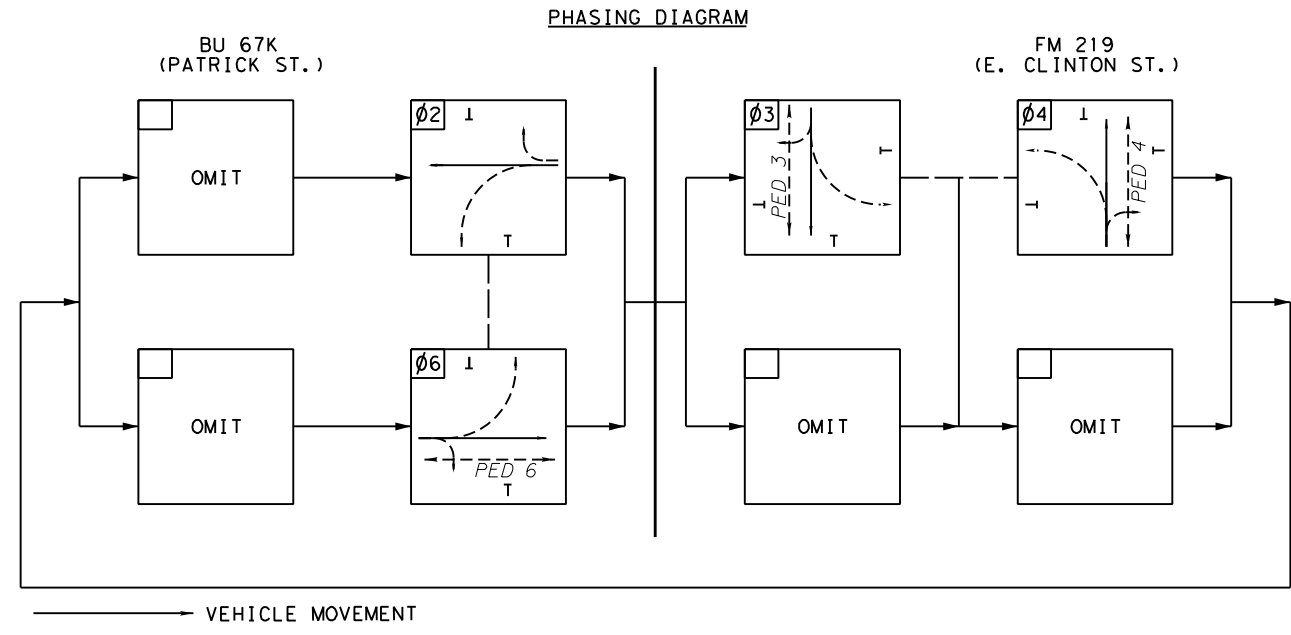 PHASING DIAGRAM
BU 67K
(PATRICK ST.)
FM 219
(E. CLINTON ST.)
OMIT
Ø2
Ø3
PED 3
Ø4
PED 4
OMIT
Ø6
PED 6
OMIT
OMIT
VEHICLE MOVEMENT